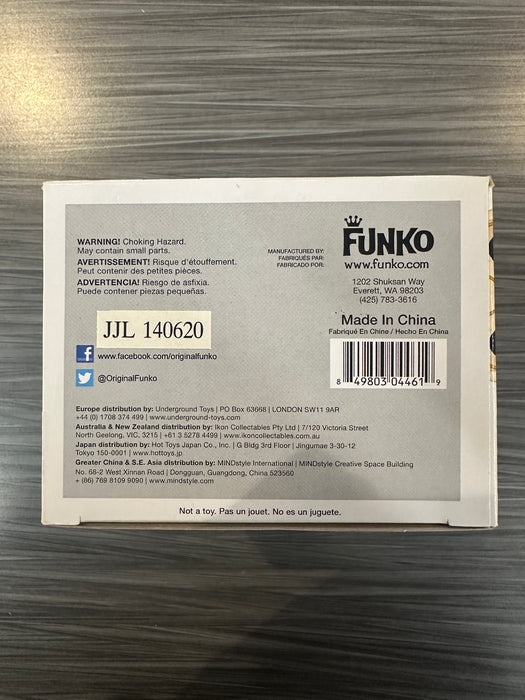 WARNING! Choking Hazard.
May contain small parts.
AVERTISSEMENT! Risque d'étouffement.
Peut contenir des petites pièces.
ADVERTENCIA! Riesgo de asfixia.
Puede contener piezas pequeñas.
MANUFACTURED BY:
FABRIQUÉS PAR:
FABRICADO POR:
FUNKO
www.funko.com
1202 Shuksan Way
Everett, WA 98203
(425) 783-3616
Made In China
Fabriqué En Chine / Hecho En China
8 49803 04461 9
JJL 140620
www.facebook.com/originalfunko
@OriginalFunko
Europe distribution by: Underground Toys | PO Box 63668 | LONDON SW11 9AR
+44 (0) 1708 374 499 | www.underground-toys.com
Australia & New Zealand distribution by: Ikon Collectables Pty Ltd | 7/120 Victoria Street
North Geelong, VIC, 3215 | +61 3 5278 4499 | www.ikoncollectables.com.au
Japan distribution by: Hot Toys Japan Co., Inc. | G Bldg 3rd Floor | Jingumae 3-30-12
Tokyo 150-0001 | www.hottoys.jp
Greater China & S.E. Asia distribution by: MINDstyle International | MINDstyle Creative Space Building
No. 68-2 West Xinnan Road | Dongguan, Guangdong, China 523560
+ (86) 769 8109 9090 | www.mindstyle.com
Not a toy. Pas un jouet. No es un juguete.